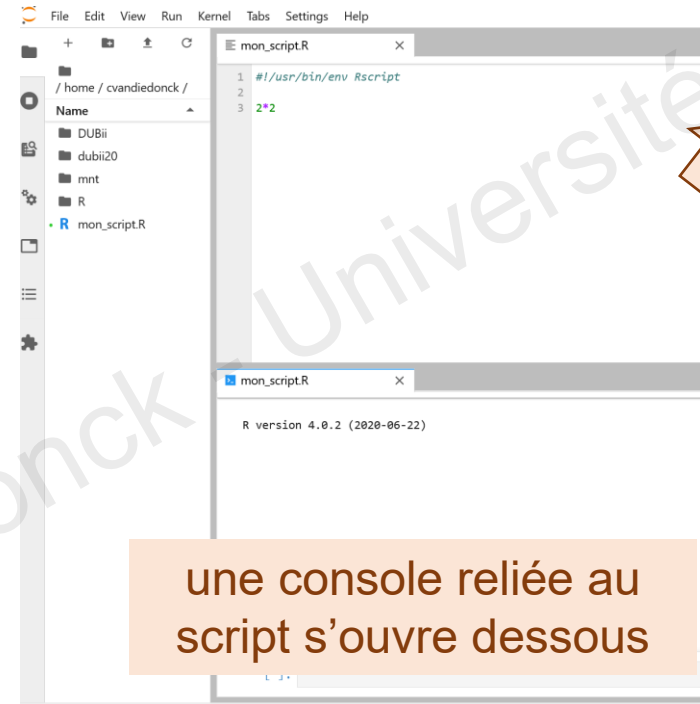 File Edit View Run Kernel Tabs Settings Help
mon_script.R
/ home / cvandiedonck /
Name
DUBii
dubii20
mnt
R
mon_script.R
1 #!/usr/bin/env Rscript
2
3 2*2
mon_script.R
R version 4.0.2 (2020-06-22)
une console reliée au
script s’ouvre dessous
[ ]:
onck - Université